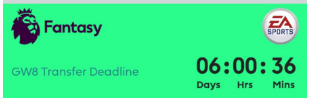 Fantasy
EA
SPORTS
GW8 Transfer Deadline
06:00:36
Days Hrs Mins